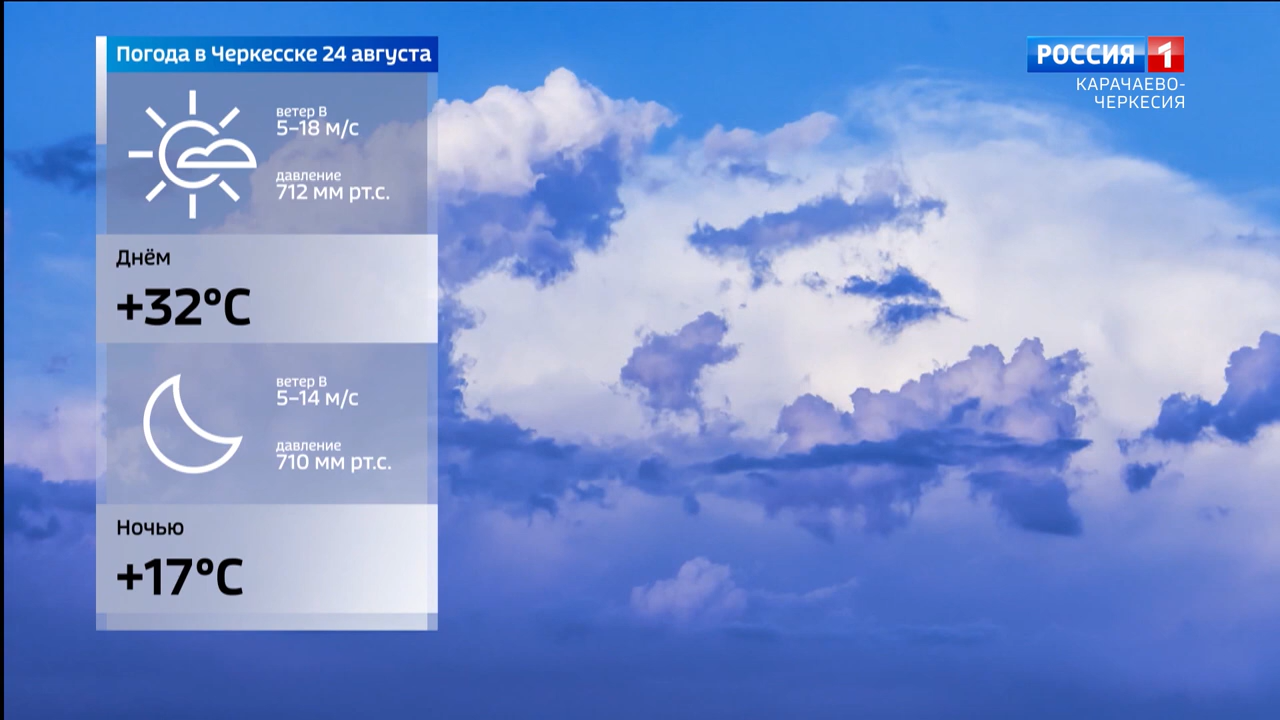 Погода в Черкесске 24 августа
ветер В
5-18 м/с
давление
712 мм рт.с.
Днём
+32°C
ветер В
5-14 м/с
давление
710 мм рт.с.
Ночью
+17°C
РОССИЯ 1
КАРАЧАЕВО-
ЧЕРКЕСИЯ